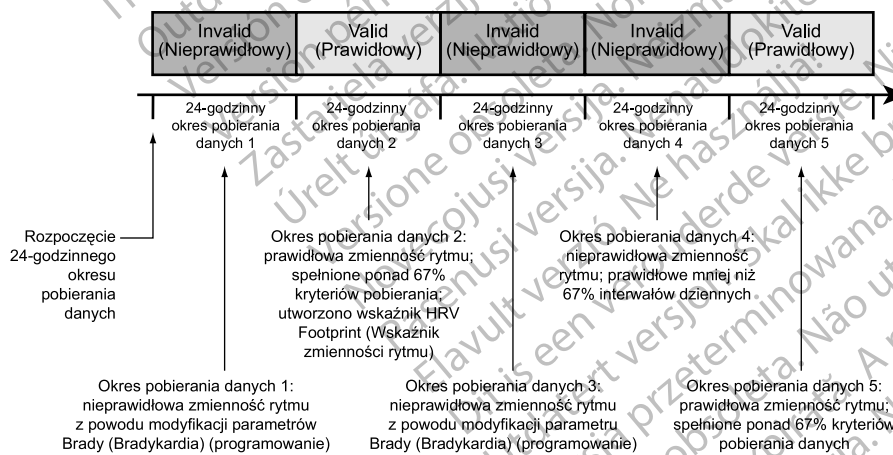 Invalid
(Nieprawidłowy)
Valid
(Prawidłowy)
Invalid
(Nieprawidłowy)
Invalid
(Nieprawidłowy)
Valid
(Prawidłowy)
24-godzinny
okres pobierania
danych 1
24-godzinny
okres pobierania
danych 2
24-godzinny
okres pobierania
danych 3
24-godzinny
okres pobierania
danych 4
24-godzinny
okres pobierania
danych 5
Rozpoczęcie
24-godzinnego
okresu
pobierania
danych
Okres pobierania danych 2:
prawidłowa zmienność rytmu;
spełnione ponad 67%
kryteriów pobierania;
utworzono wskaźnik HRV
Footprint (Wskaźnik
zmienności rytmu)
Okres pobierania danych 4:
nieprawidłowa zmienność
rytmu; prawidłowe mniej niż
67% interwałów dziennych
Okres pobierania danych 1:
nieprawidłowa zmienność rytmu
z powodu modyfikacji parametrów
Brady (Bradykardia) (programowanie)
Okres pobierania danych 3:
nieprawidłowa zmienność rytmu
z powodu modyfikacji parametru
Brady (Bradykardia) (programowanie)
Okres pobierania danych 5:
prawidłowa zmienność rytmu;
spełnione ponad 67% kryteriów
pobierania danych